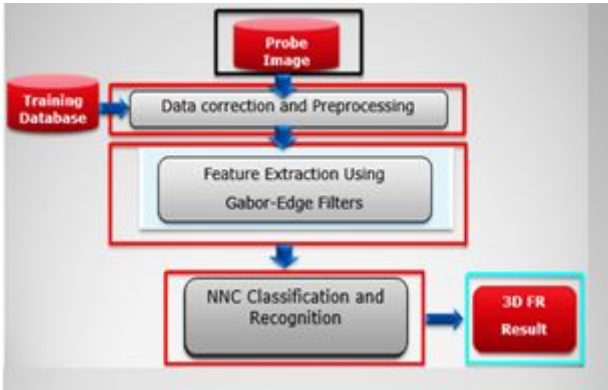 Probe
Image
Training
Database
Data correction and Preprocessing
Feature Extraction Using
Gabor-Edge Filters
NNC Classification and
Recognition
3D FR
Result